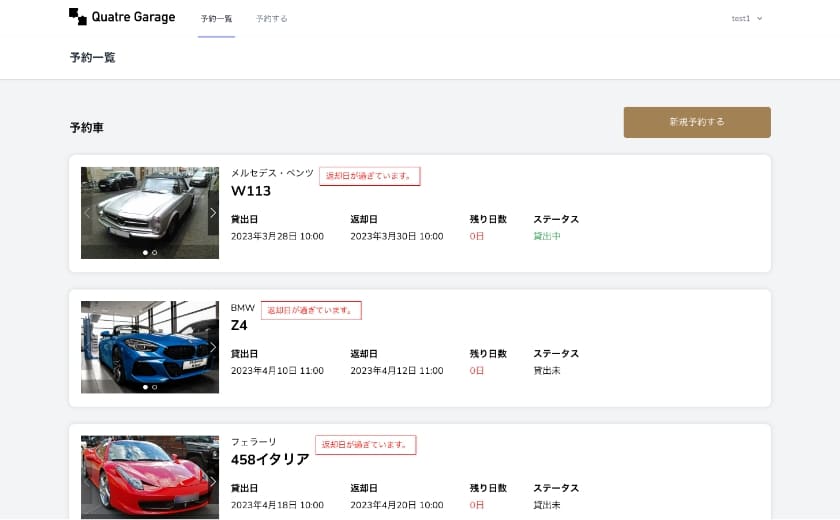 Quatre Garage 予約一覧 予約する test1
予約一覧
予約車
新規予約する
メルセデス・ベンツ 返却日が過ぎています。
W113
貸出日 返却日 残り日数 ステータス
2023年3月28日 10:00 2023年3月30日 10:00 0日 貸出中
BMW 返却日が過ぎています。
Z4
貸出日 返却日 残り日数 ステータス
2023年4月10日 11:00 2023年4月12日 11:00 0日 貸出未
フェラーリ 返却日が過ぎています。
458イタリア
貸出日 返却日 残り日数 ステータス
2023年4月18日 10:00 2023年4月20日 10:00 0日 貸出未